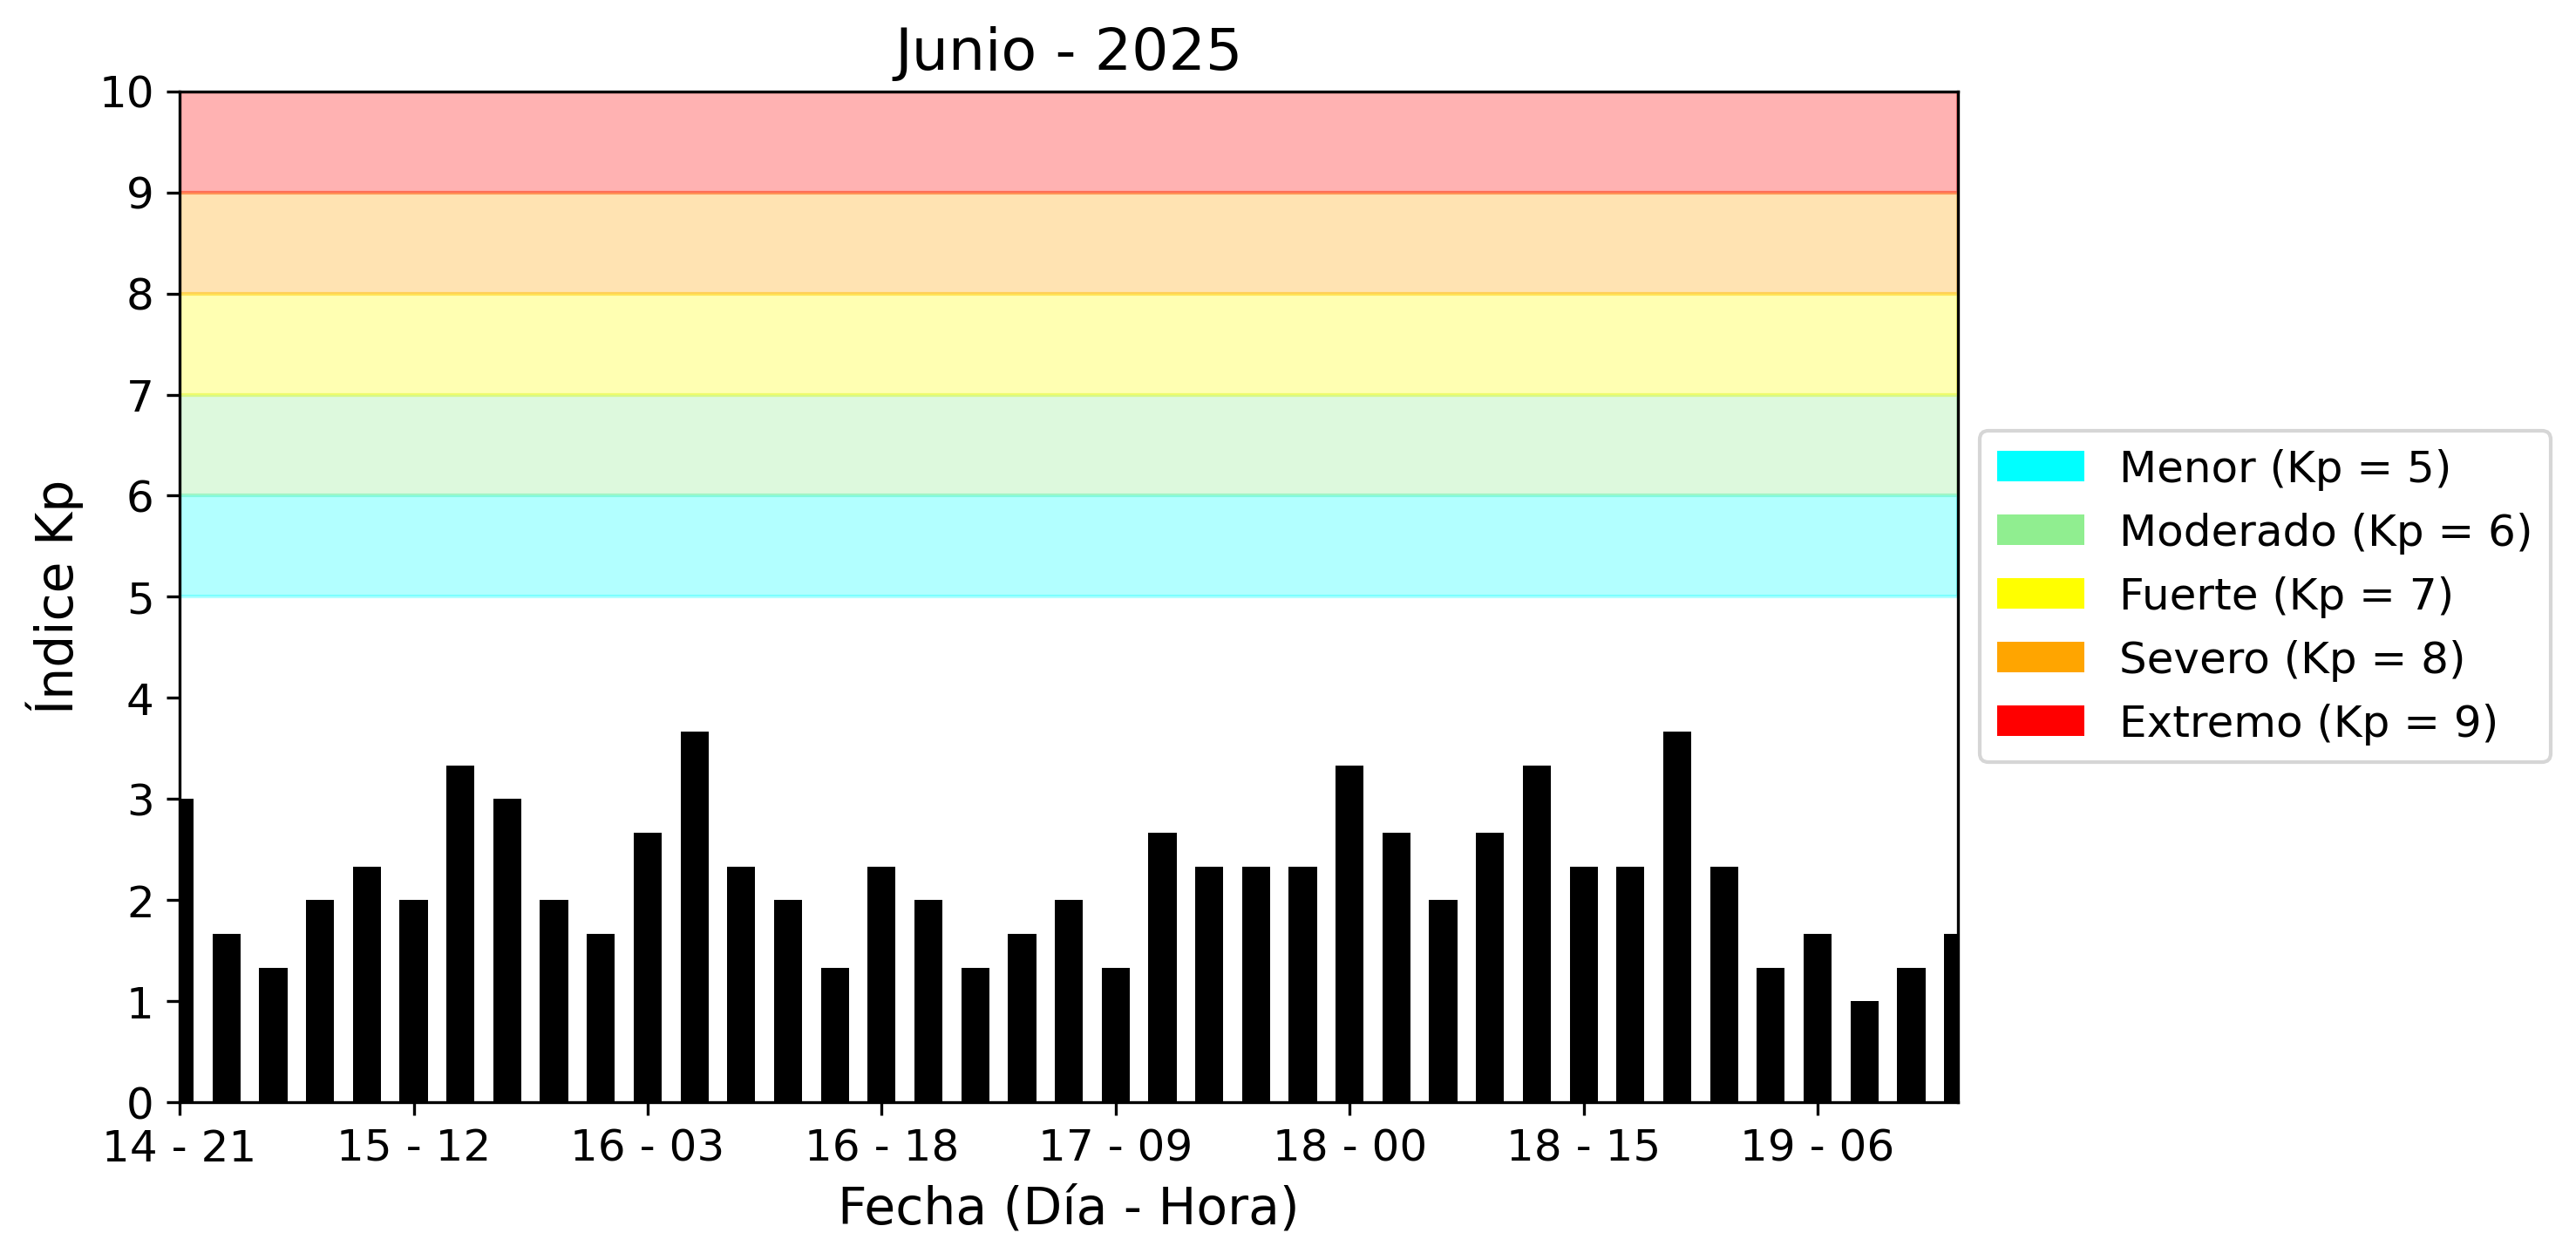 Junio - 2025
Índice Kp
10
9
8
7
6
5
4
3
2
1
0
14 - 21 15 - 12 16 - 03 16 - 18 17 - 09 18 - 00 18 - 15 19 - 06
Fecha (Día - Hora)
Menor (Kp = 5)
Moderado (Kp = 6)
Fuerte (Kp = 7)
Severo (Kp = 8)
Extremo (Kp = 9)